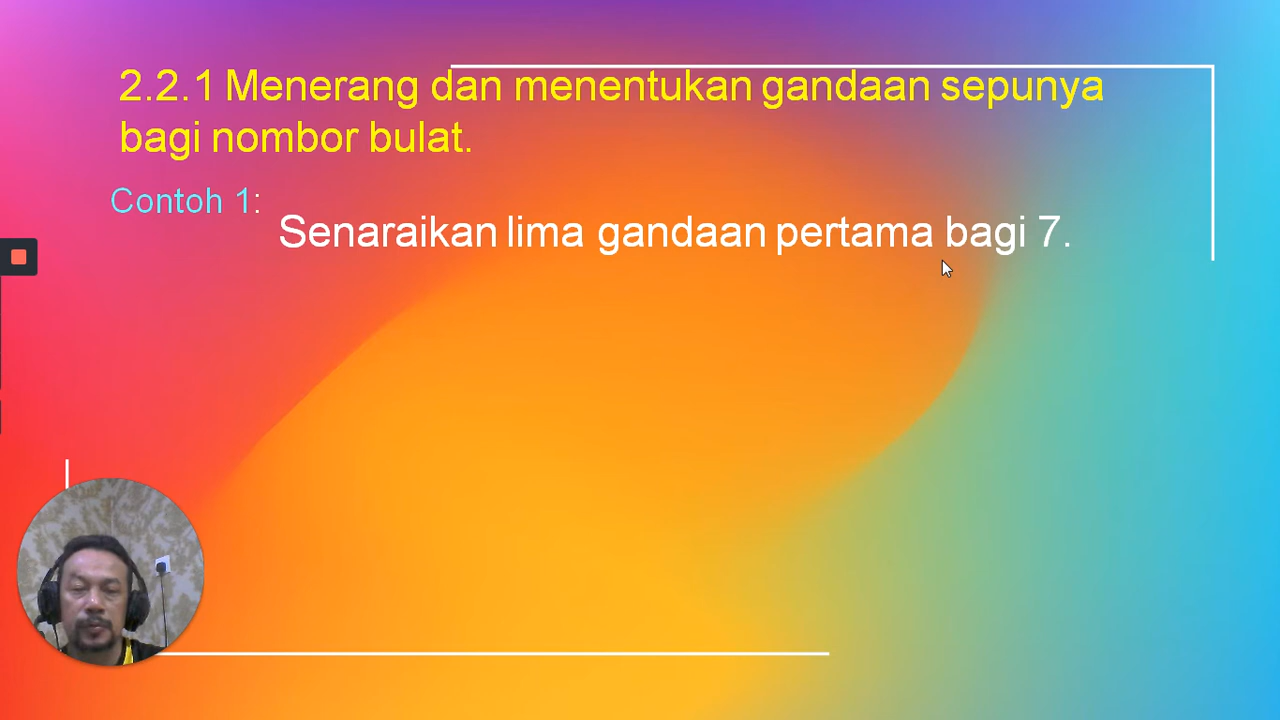 2.2.1 Menerang dan menentukan gandaan sepunya
bagi nombor bulat.
Contoh 1:
Senaraikan lima gandaan pertama bagi 7.